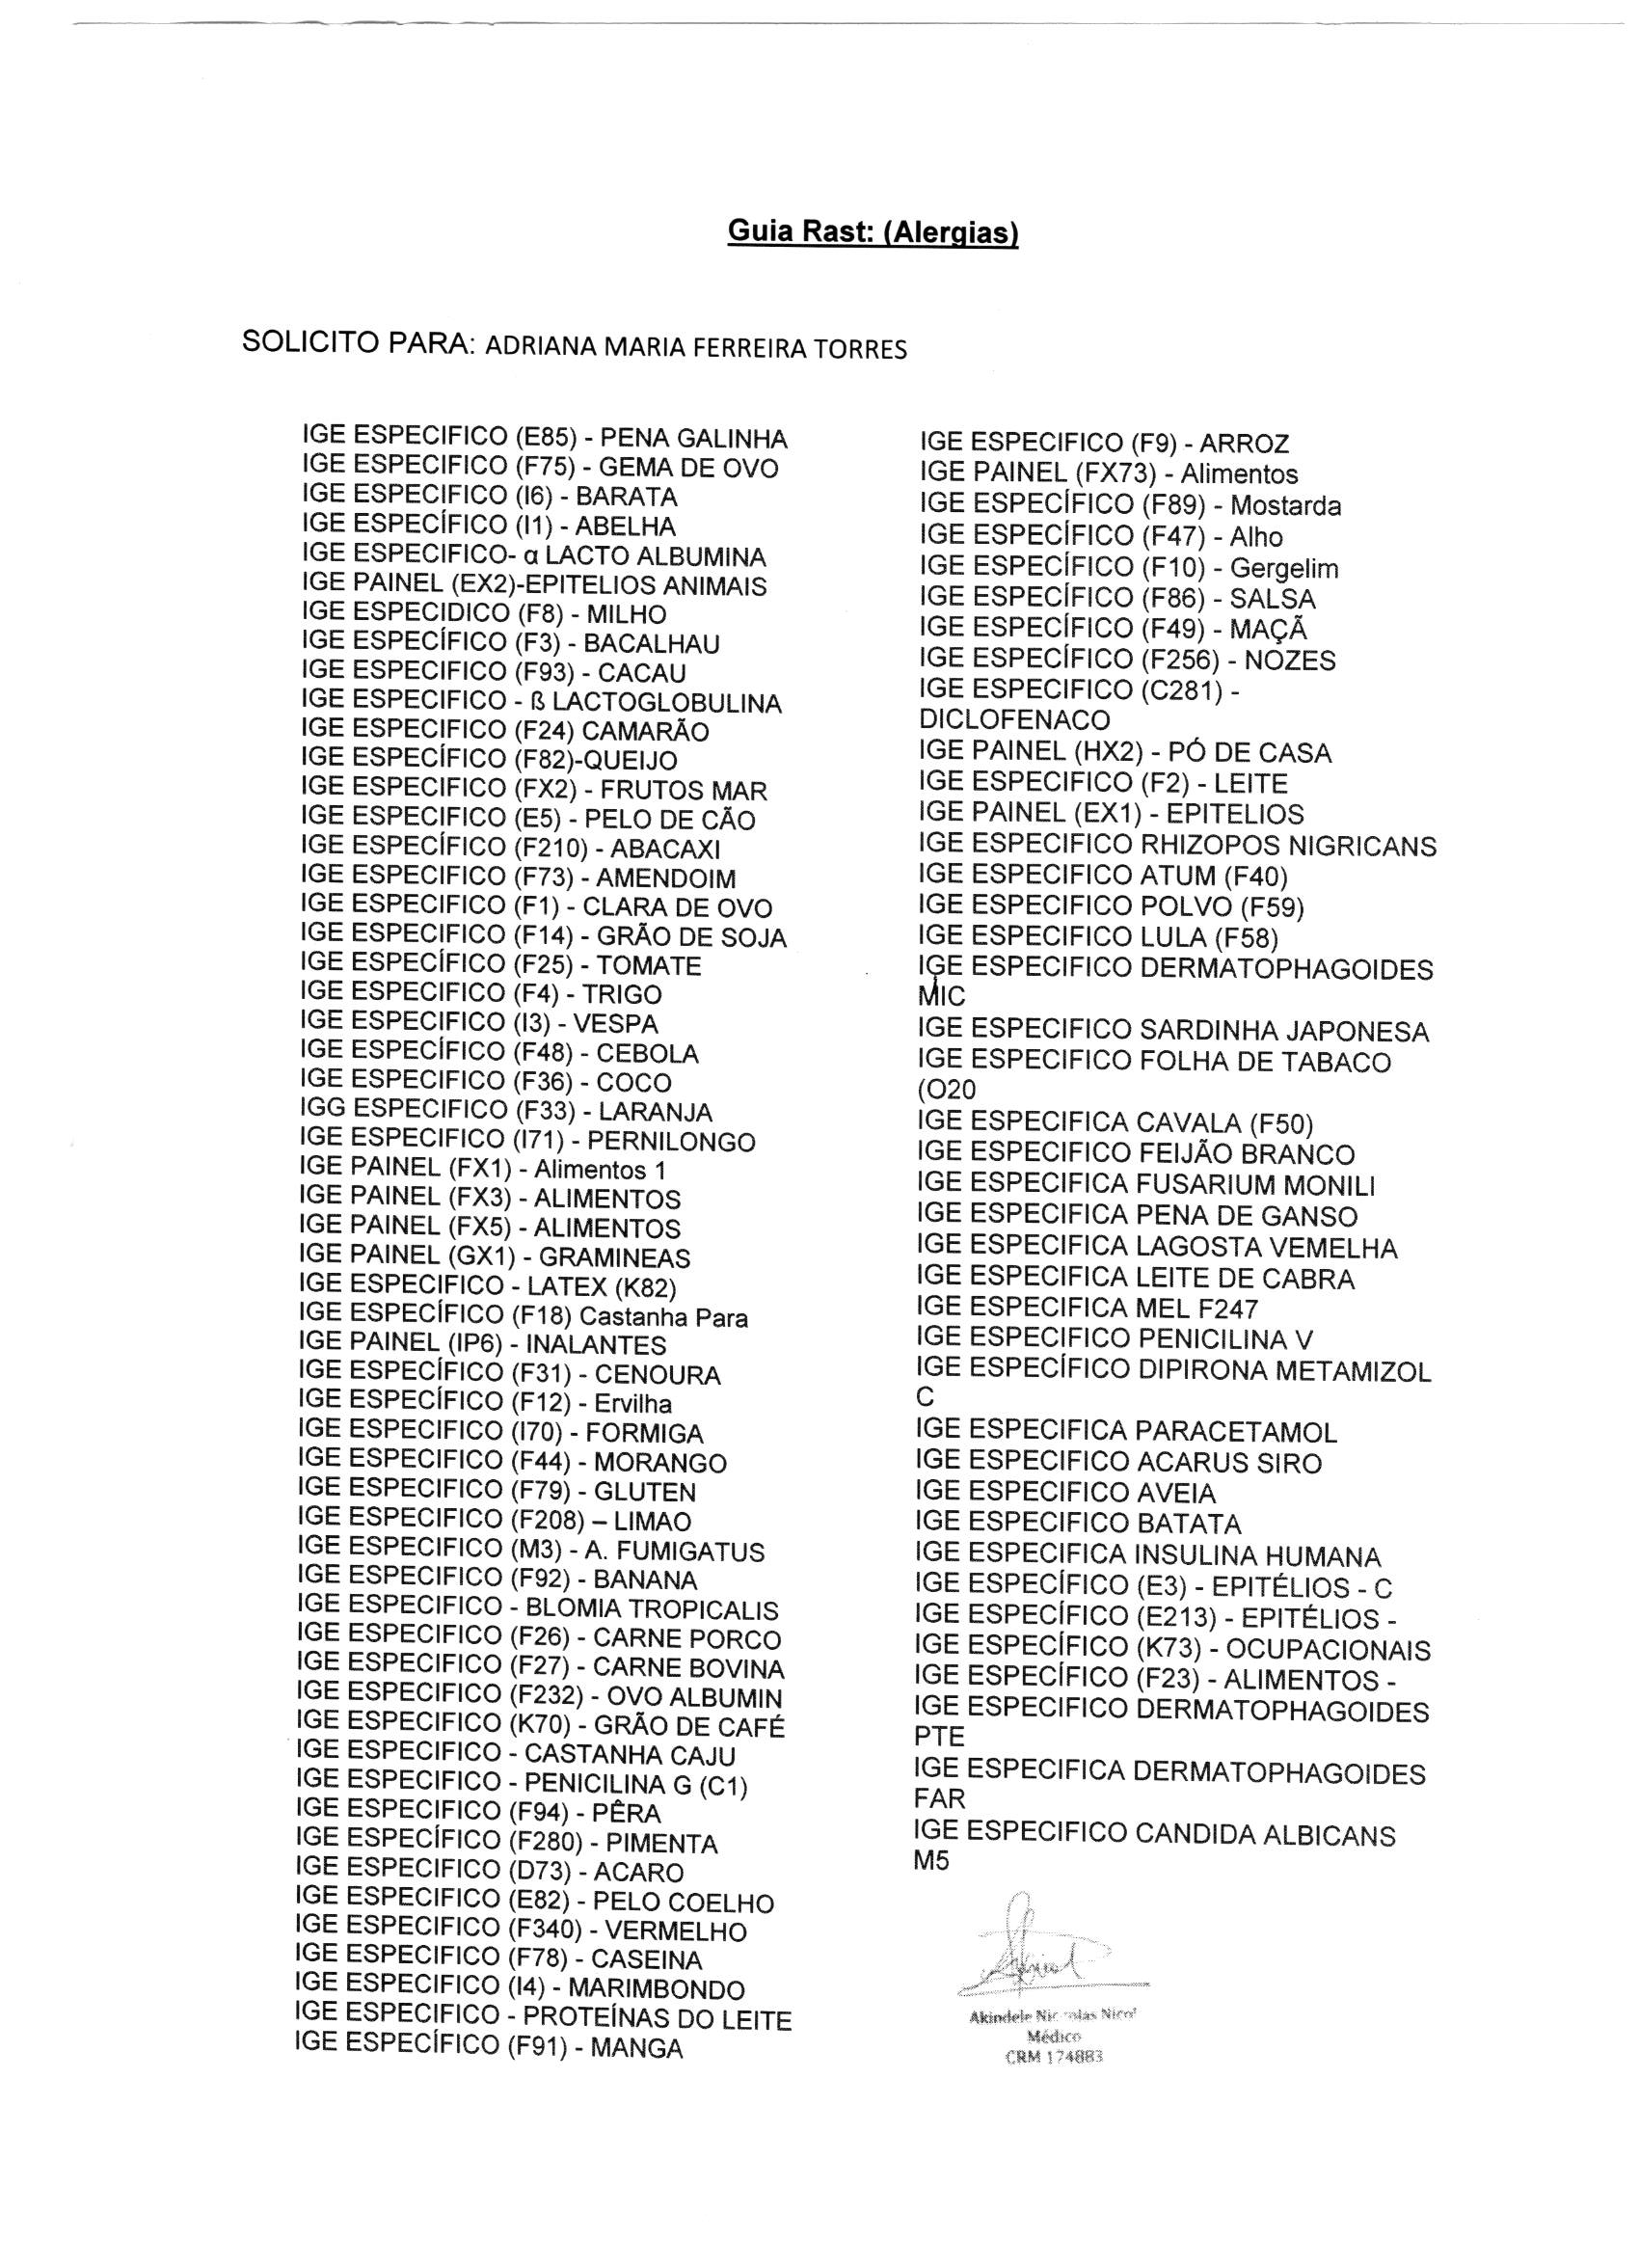 Guia Rast: (Alergias)
SOLICITO PARA: ADRIANA MARIA FERREIRA TORRES
IGE ESPECIFICO (E85) - PENA GALINHA
IGE ESPECIFICO (F75) - GEMA DE OVO
IGE ESPECIFICO (I6) - BARATA
IGE ESPECÍFICO (I1) - ABELHA
IGE ESPECIFICO- α LACTO ALBUMINA
IGE PAINEL (EX2)-EPITELIOS ANIMAIS
IGE ESPECIDICO (F8) - MILHO
IGE ESPECÍFICO (F3) - BACALHAU
IGE ESPECIFICO (F93) - CACAU
IGE ESPECIFICO - ß LACTOGLOBULINA
IGE ESPECIFICO (F24) CAMARÃO
IGE ESPECÍFICO (F82)-QUEIJO
IGE ESPECIFICO (FX2) - FRUTOS MAR
IGE ESPECIFICO (E5) - PELO DE CÃO
IGE ESPECÍFICO (F210) - ABACAXI
IGE ESPECIFICO (F73) - AMENDOIM
IGE ESPECIFICO (F1) - CLARA DE OVO
IGE ESPECIFICO (F14) - GRÃO DE SOJA
IGE ESPECÍFICO (F25) - TOMATE
IGE ESPECIFICO (F4) - TRIGO
IGE ESPECIFICO (I3) - VESPA
IGE ESPECÍFICO (F48) - CEBOLA
IGE ESPECIFICO (F36) - COCO
IGG ESPECIFICO (F33) - LARANJA
IGE ESPECIFICO (I71) - PERNILONGO
IGE PAINEL (FX1) - Alimentos 1
IGE PAINEL (FX3) - ALIMENTOS
IGE PAINEL (FX5) - ALIMENTOS
IGE PAINEL (GX1) - GRAMINEAS
IGE ESPECIFICO - LATEX (K82)
IGE ESPECÍFICO (F18) Castanha Para
IGE PAINEL (IP6) - INALANTES
IGE ESPECÍFICO (F31) - CENOURA
IGE ESPECÍFICO (F12) - Ervilha
IGE ESPECIFICO (I70) - FORMIGA
IGE ESPECIFICO (F44) - MORANGO
IGE ESPECIFICO (F79) - GLUTEN
IGE ESPECIFICO (F208) – LIMAO
IGE ESPECIFICO (M3) - A. FUMIGATUS
IGE ESPECIFICO (F92) - BANANA
IGE ESPECIFICO - BLOMIA TROPICALIS
IGE ESPECIFICO (F26) - CARNE PORCO
IGE ESPECIFICO (F27) - CARNE BOVINA
IGE ESPECIFICO (F232) - OVO ALBUMIN
IGE ESPECIFICO (K70) - GRÃO DE CAFÉ
IGE ESPECIFICO - CASTANHA CAJU
IGE ESPECIFICO - PENICILINA G (C1)
IGE ESPECIFICO (F94) - PÊRA
IGE ESPECÍFICO (F280) - PIMENTA
IGE ESPECIFICO (D73) - ACARO
IGE ESPECIFICO (E82) - PELO COELHO
IGE ESPECIFICO (F340) - VERMELHO
IGE ESPECIFICO (F78) - CASEINA
IGE ESPECIFICO (I4) - MARIMBONDO
IGE ESPECIFICO - PROTEÍNAS DO LEITE
IGE ESPECÍFICO (F91) - MANGA
IGE ESPECIFICO (F9) - ARROZ
IGE PAINEL (FX73) - Alimentos
IGE ESPECÍFICO (F89) - Mostarda
IGE ESPECÍFICO (F47) - Alho
IGE ESPECÍFICO (F10) - Gergelim
IGE ESPECÍFICO (F86) - SALSA
IGE ESPECÍFICO (F49) - MAÇÃ
IGE ESPECÍFICO (F256) - NOZES
IGE ESPECIFICO (C281) -
DICLOFENACO
IGE PAINEL (HX2) - PÓ DE CASA
IGE ESPECIFICO (F2) - LEITE
IGE PAINEL (EX1) - EPITELIOS
IGE ESPECIFICO RHIZOPOS NIGRICANS
IGE ESPECIFICO ATUM (F40)
IGE ESPECIFICO POLVO (F59)
IGE ESPECIFICO LULA (F58)
IGE ESPECIFICO DERMATOPHAGOIDES
MIC
IGE ESPECIFICO SARDINHA JAPONESA
IGE ESPECIFICO FOLHA DE TABACO
(O20
IGE ESPECIFICA CAVALA (F50)
IGE ESPECIFICO FEIJÃO BRANCO
IGE ESPECIFICA FUSARIUM MONILI
IGE ESPECIFICA PENA DE GANSO
IGE ESPECIFICA LAGOSTA VEMELHA
IGE ESPECIFICA LEITE DE CABRA
IGE ESPECIFICA MEL F247
IGE ESPECIFICO PENICILINA V
IGE ESPECÍFICO DIPIRONA METAMIZOL
C
IGE ESPECIFICA PARACETAMOL
IGE ESPECIFICO ACARUS SIRO
IGE ESPECIFICO AVEIA
IGE ESPECIFICO BATATA
IGE ESPECIFICA INSULINA HUMANA
IGE ESPECÍFICO (E3) - EPITÉLIOS - C
IGE ESPECÍFICO (E213) - EPITÉLIOS -
IGE ESPECÍFICO (K73) - OCUPACIONAIS
IGE ESPECÍFICO (F23) - ALIMENTOS -
IGE ESPECIFICO DERMATOPHAGOIDES
PTE
IGE ESPECIFICA DERMATOPHAGOIDES
FAR
IGE ESPECIFICO CANDIDA ALBICANS
M5
Akindele
Médico
CRM 174883